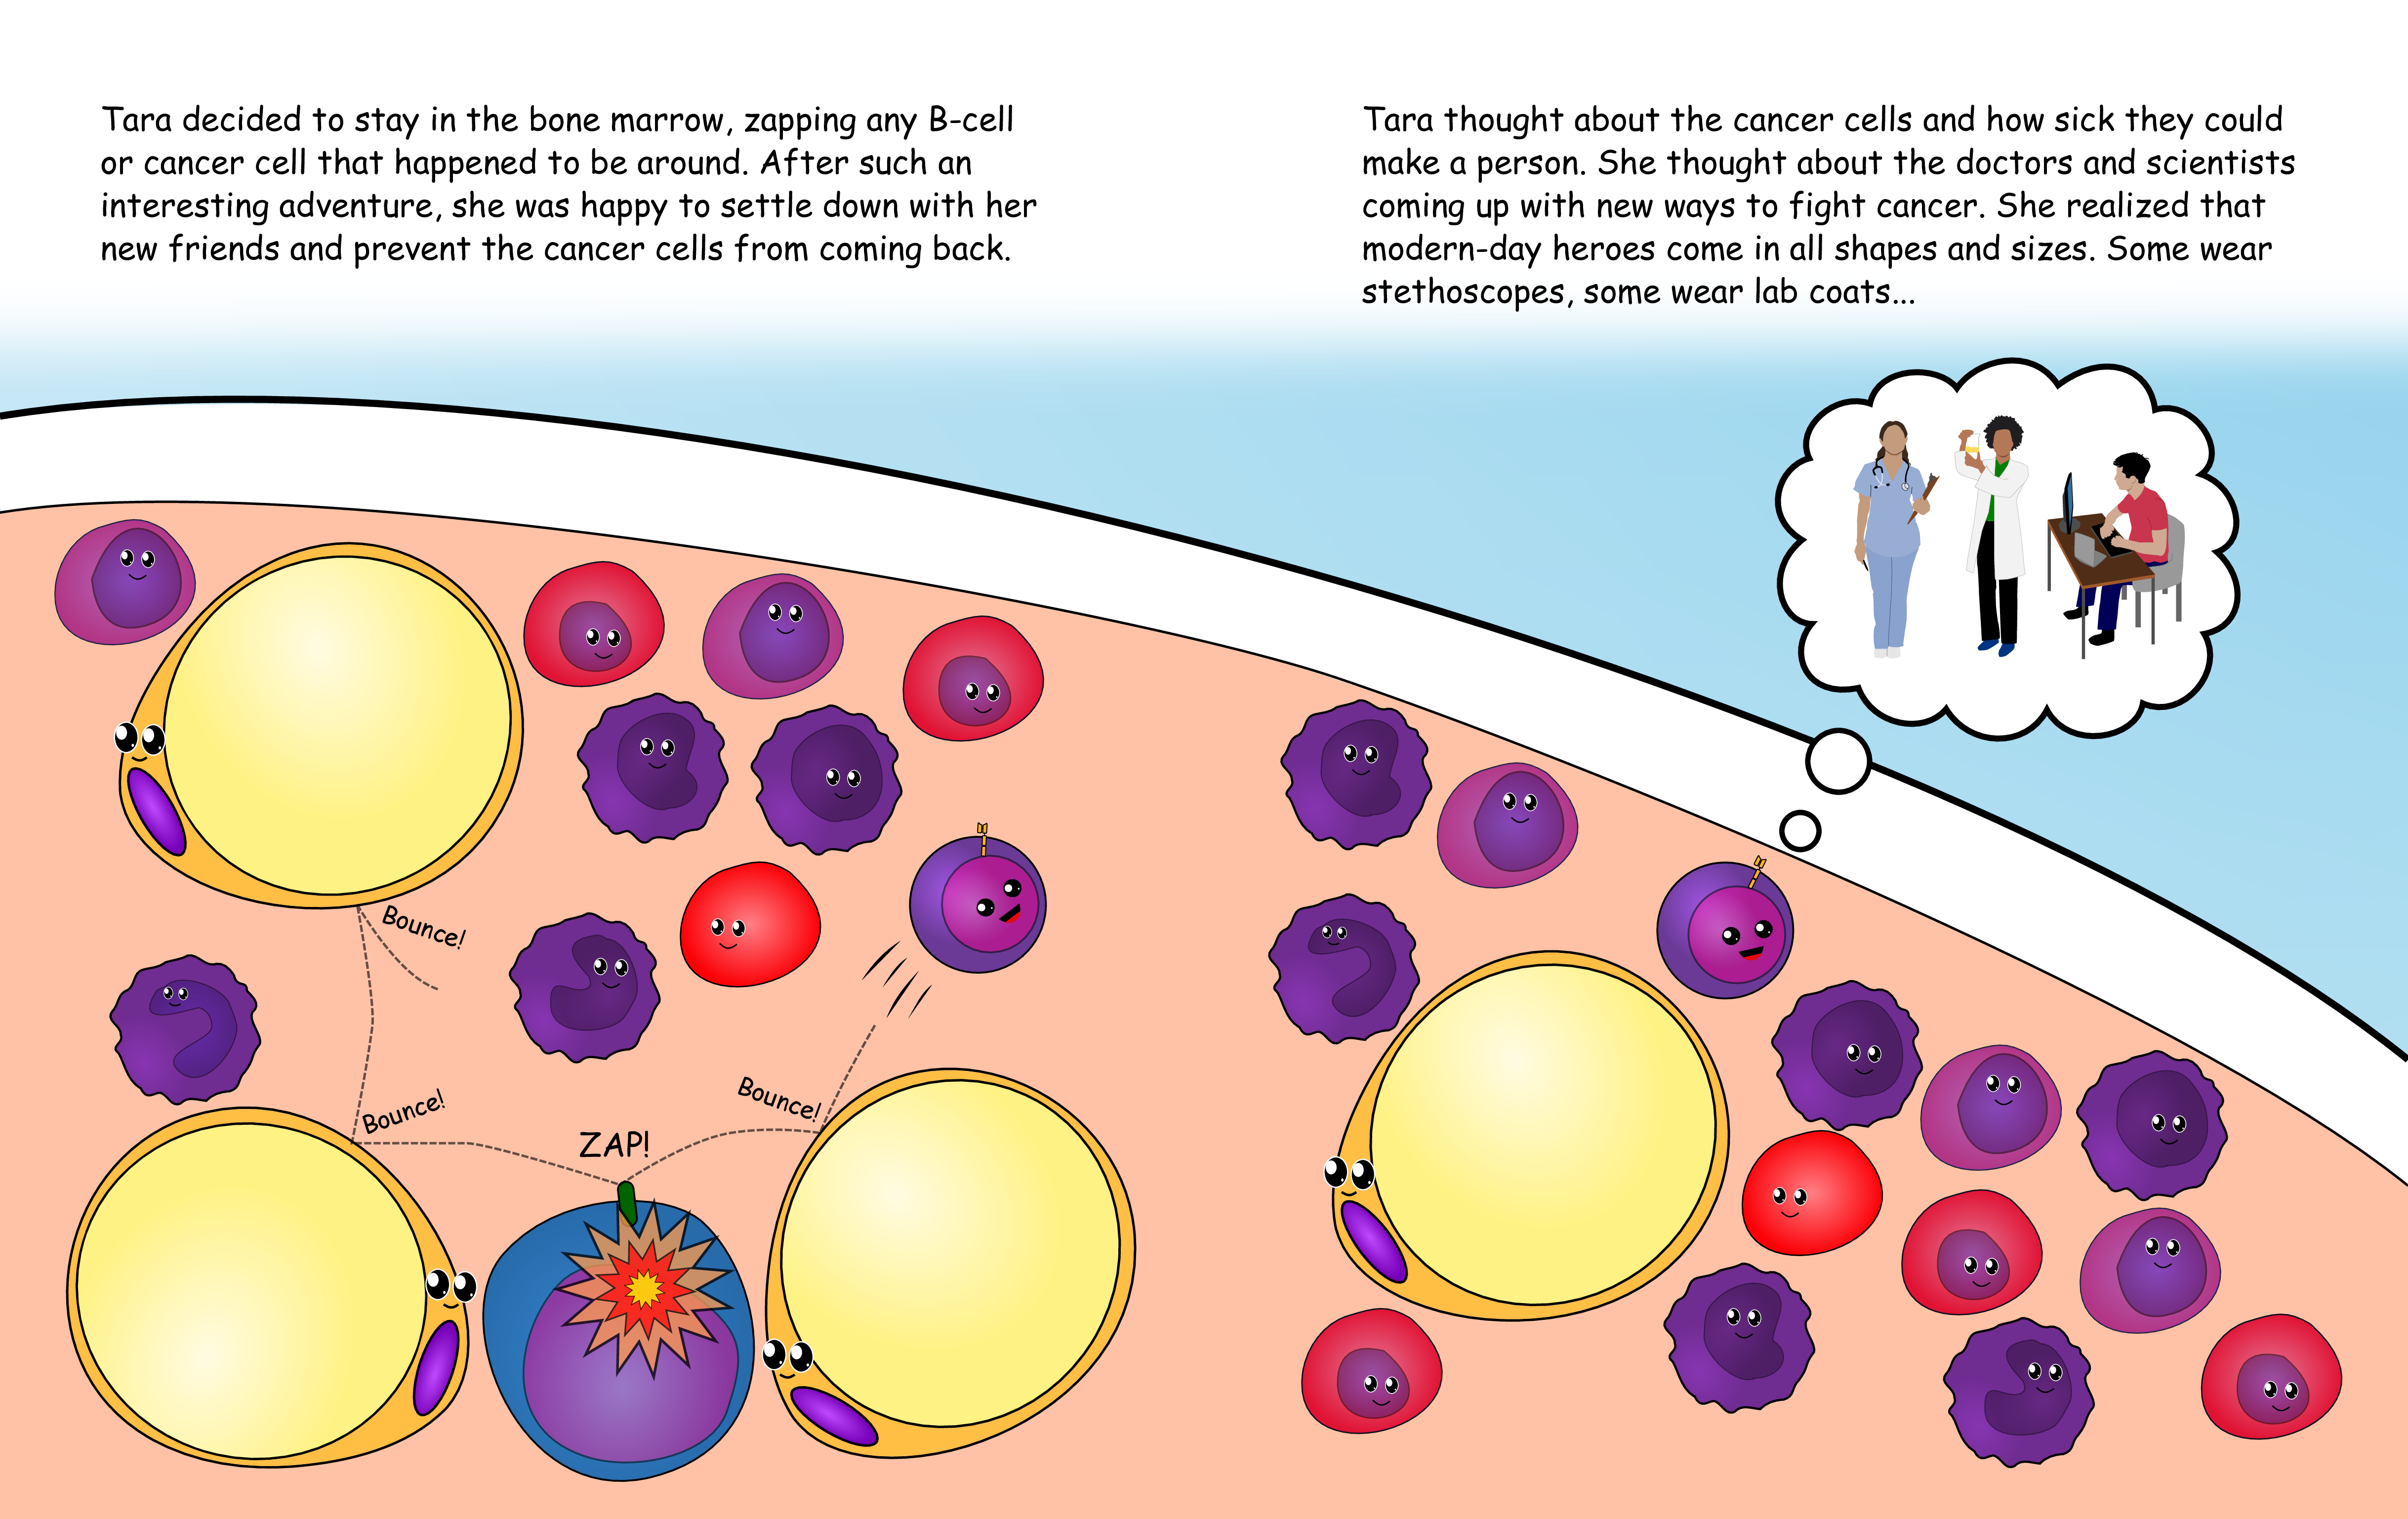 Tara decided to stay in the bone marrow, zapping any B-cell
or cancer cell that happened to be around. After such an
interesting adventure, she was happy to settle down with her
new friends and prevent the cancer cells from coming back.
Tara thought about the cancer cells and how sick they could
make a person. She thought about the doctors and scientists
coming up with new ways to fight cancer. She realized that
modern-day heroes come in all shapes and sizes. Some wear
stethoscopes, some wear lab coats...
Bounce!
Bounce!
Bounce!
ZAP!